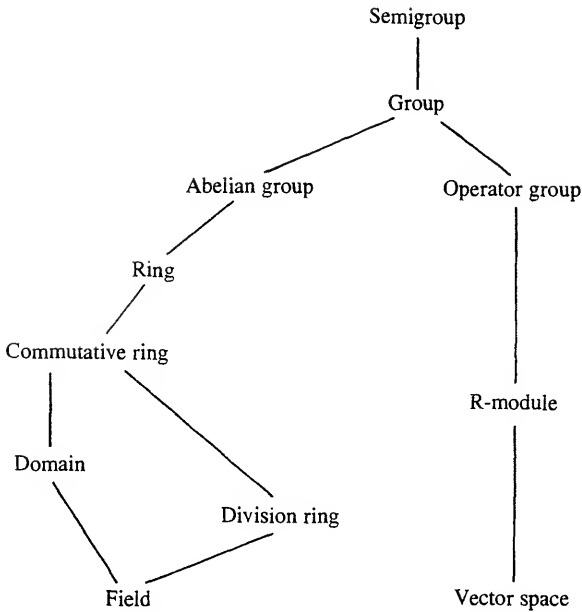 Semigroup
Group
Abelian group
Operator group
Ring
Commutative ring
R-module
Domain
Division ring
Field
Vector space